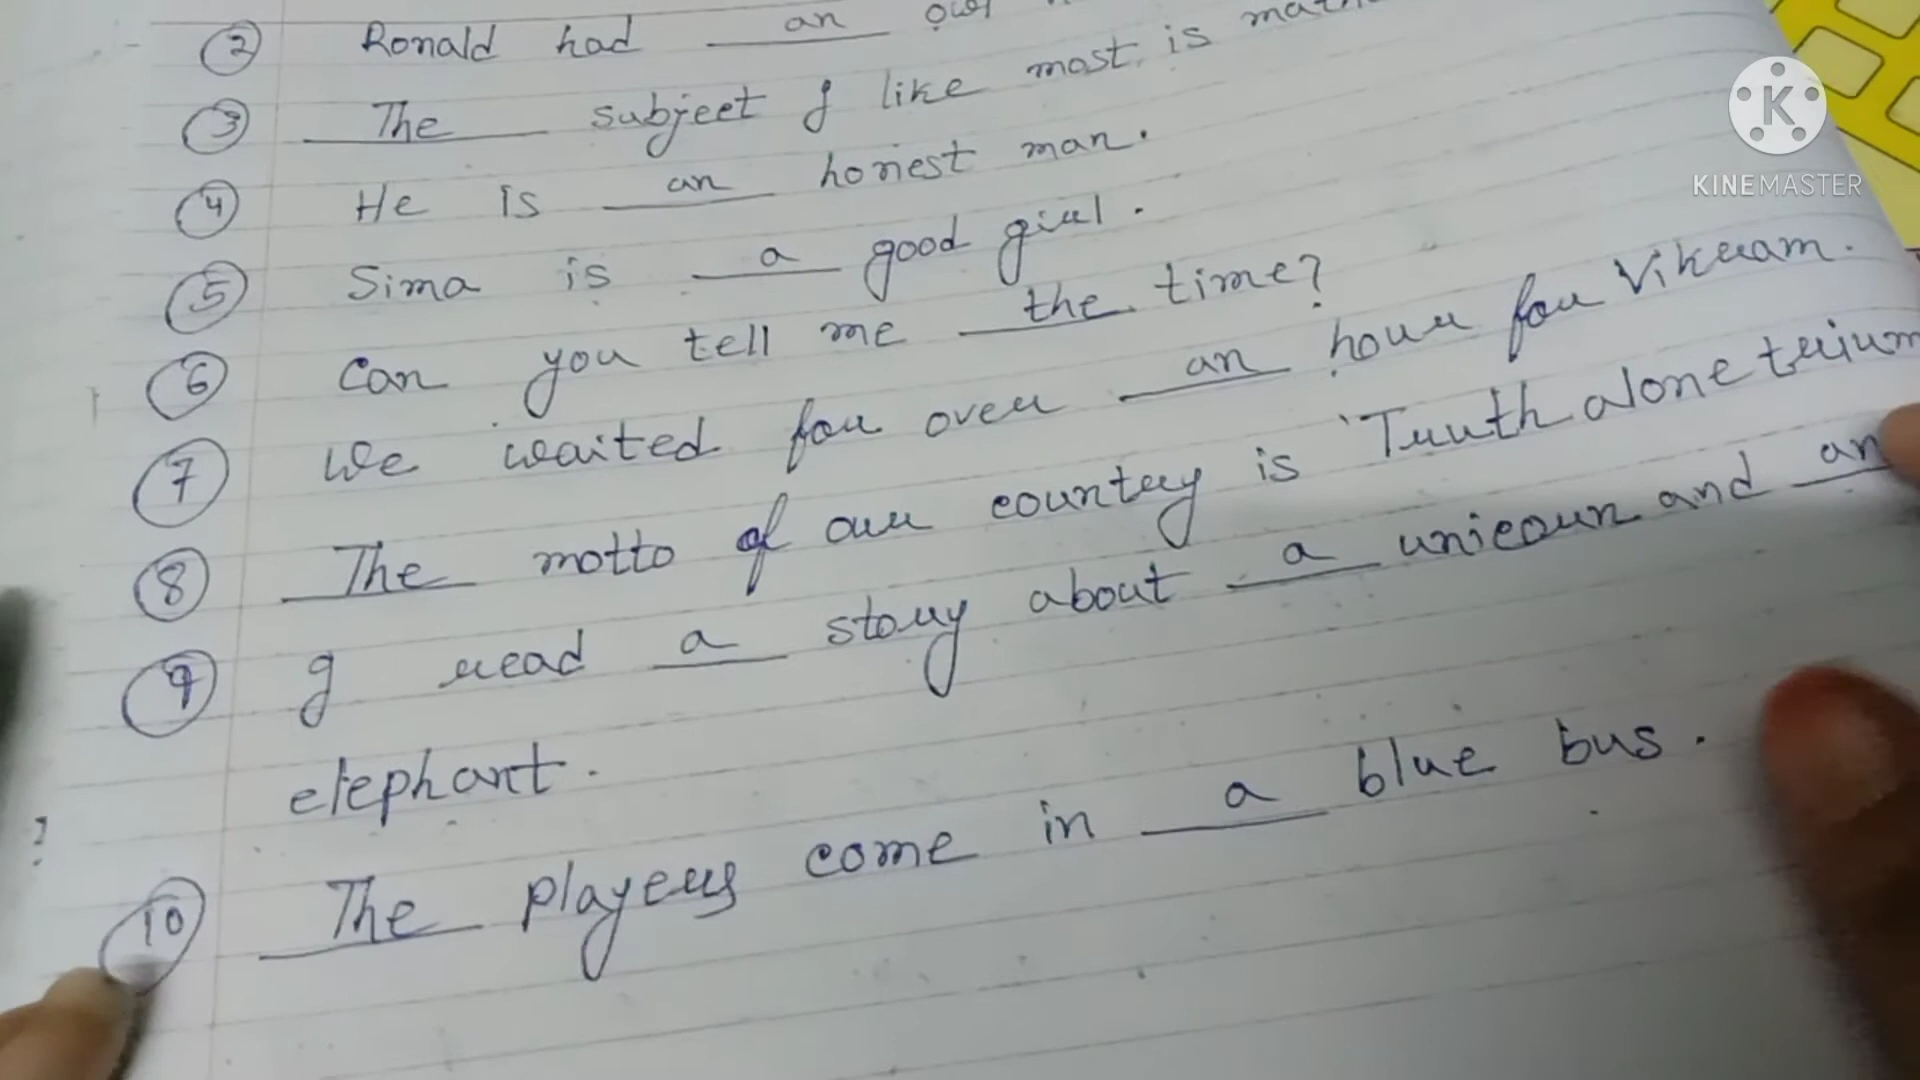 ② Ronald had an owl
③ The subject I like most is
④ He is an honest man.
⑤ Sima is a good girl.
⑥ Can you tell me the time?
⑦ We waited for over an hour for Vikram.
⑧ The motto of our country is 'Truth alone trium
⑨ I read a story about a unicorn and an
elephant.
⑩ The players come in a blue bus.
K
KINEMASTER